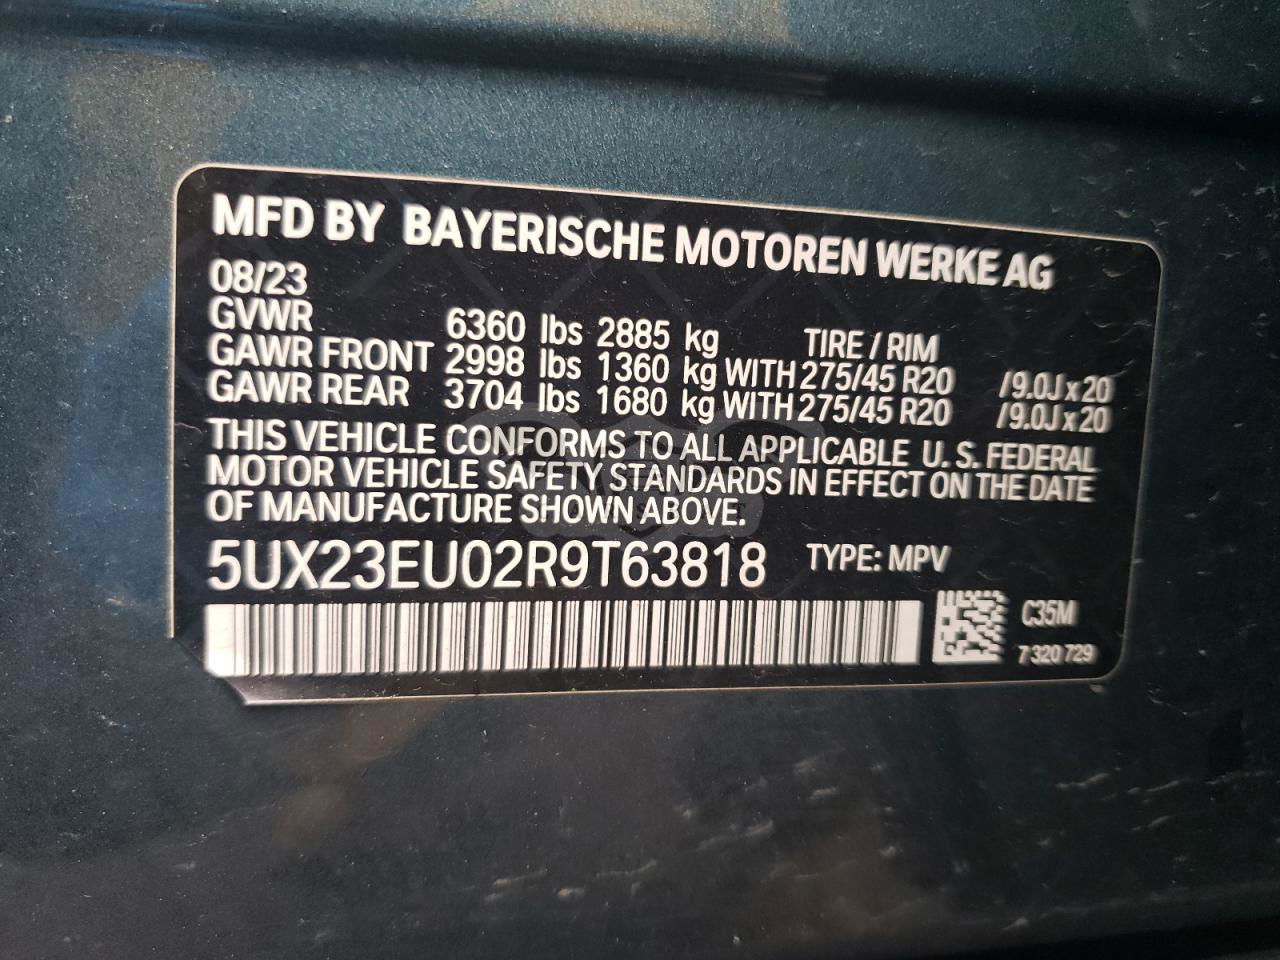 MFD BY BAYERISCHE MOTOREN WERKE AG
08/23
GVWR 6360 lbs 2885 kg TIRE / RIM
GAWR FRONT 2998 lbs 1360 kg WITH 275/45 R20 /9.0J x 20
GAWR REAR 3704 lbs 1680 kg WITH 275/45 R20 /9.0J x 20
THIS VEHICLE CONFORMS TO ALL APPLICABLE U.S. FEDERAL
MOTOR VEHICLE SAFETY STANDARDS IN EFFECT ON THE DATE
OF MANUFACTURE SHOWN ABOVE.
5UX23EU02R9T63818 TYPE: MPV
C35M
7 320 729